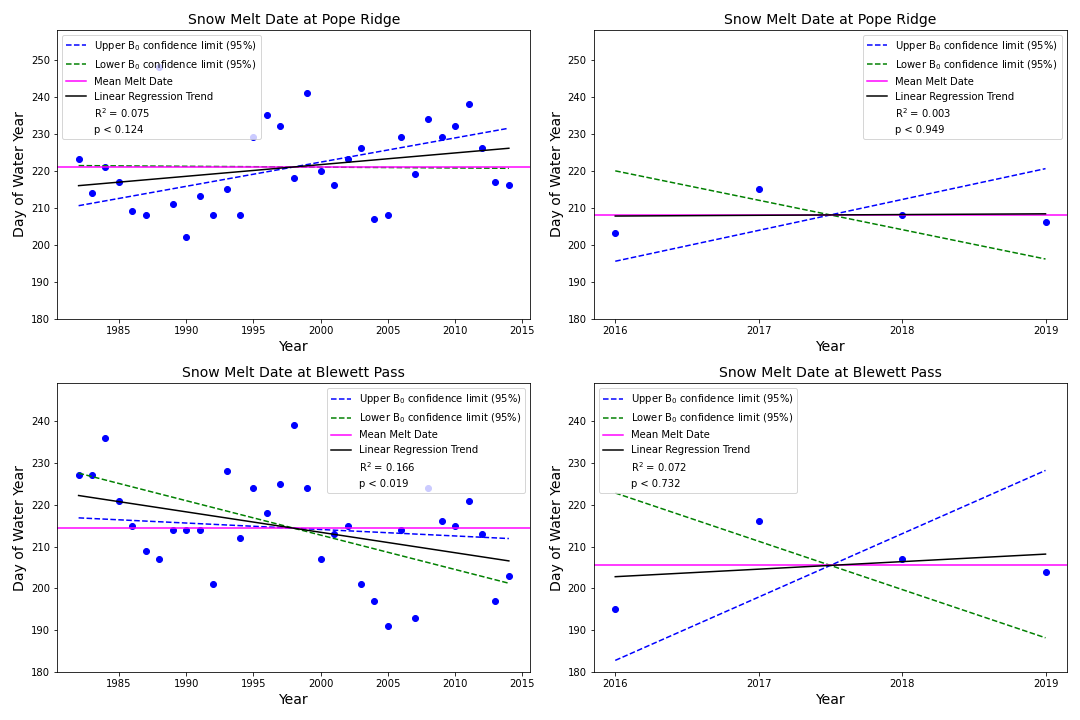 Snow Melt Date at Pope Ridge
Upper B₀ confidence limit (95%)
Lower B₀ confidence limit (95%)
Mean Melt Date
Linear Regression Trend
R² = 0.075
p < 0.124
Day of Water Year
250
240
230
220
210
200
190
180
1985 1990 1995 2000 2005 2010 2015
Year
Snow Melt Date at Pope Ridge
Upper B₀ confidence limit (95%)
Lower B₀ confidence limit (95%)
Mean Melt Date
Linear Regression Trend
R² = 0.003
p < 0.949
Day of Water Year
250
240
230
220
210
200
190
180
2016 2017 2018 2019
Year
Snow Melt Date at Blewett Pass
Upper B₀ confidence limit (95%)
Lower B₀ confidence limit (95%)
Mean Melt Date
Linear Regression Trend
R² = 0.166
p < 0.019
Day of Water Year
240
230
220
210
200
190
180
1985 1990 1995 2000 2005 2010 2015
Year
Snow Melt Date at Blewett Pass
Upper B₀ confidence limit (95%)
Lower B₀ confidence limit (95%)
Mean Melt Date
Linear Regression Trend
R² = 0.072
p < 0.732
Day of Water Year
240
230
220
210
200
190
180
2016 2017 2018 2019
Year